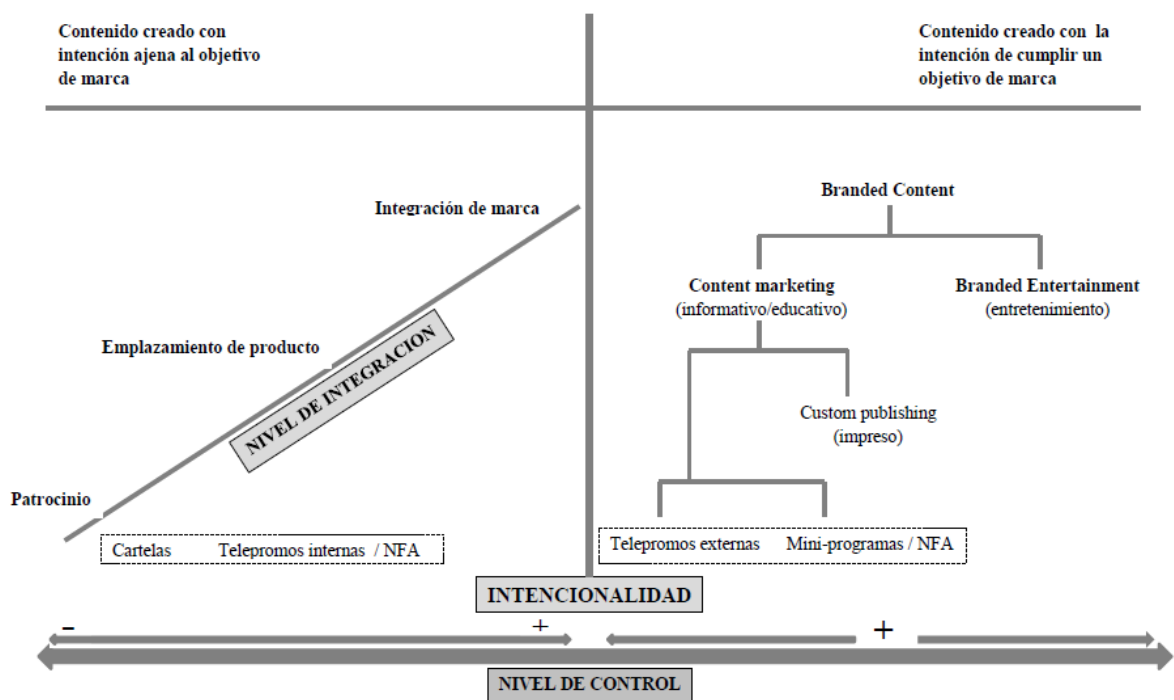 Contenido creado con
intención ajena al objetivo
de marca
Contenido creado con la
intención de cumplir un
objetivo de marca
Integración de marca
Emplazamiento de producto
NIVEL DE INTEGRACION
Patrocinio
Cartelas Telepromos internas / NFA
Branded Content
Content marketing
(informativo/educativo)
Branded Entertainment
(entretenimiento)
Custom publishing
(impreso)
Telepromos externas Mini-programas / NFA
INTENCIONALIDAD
– + +
NIVEL DE CONTROL